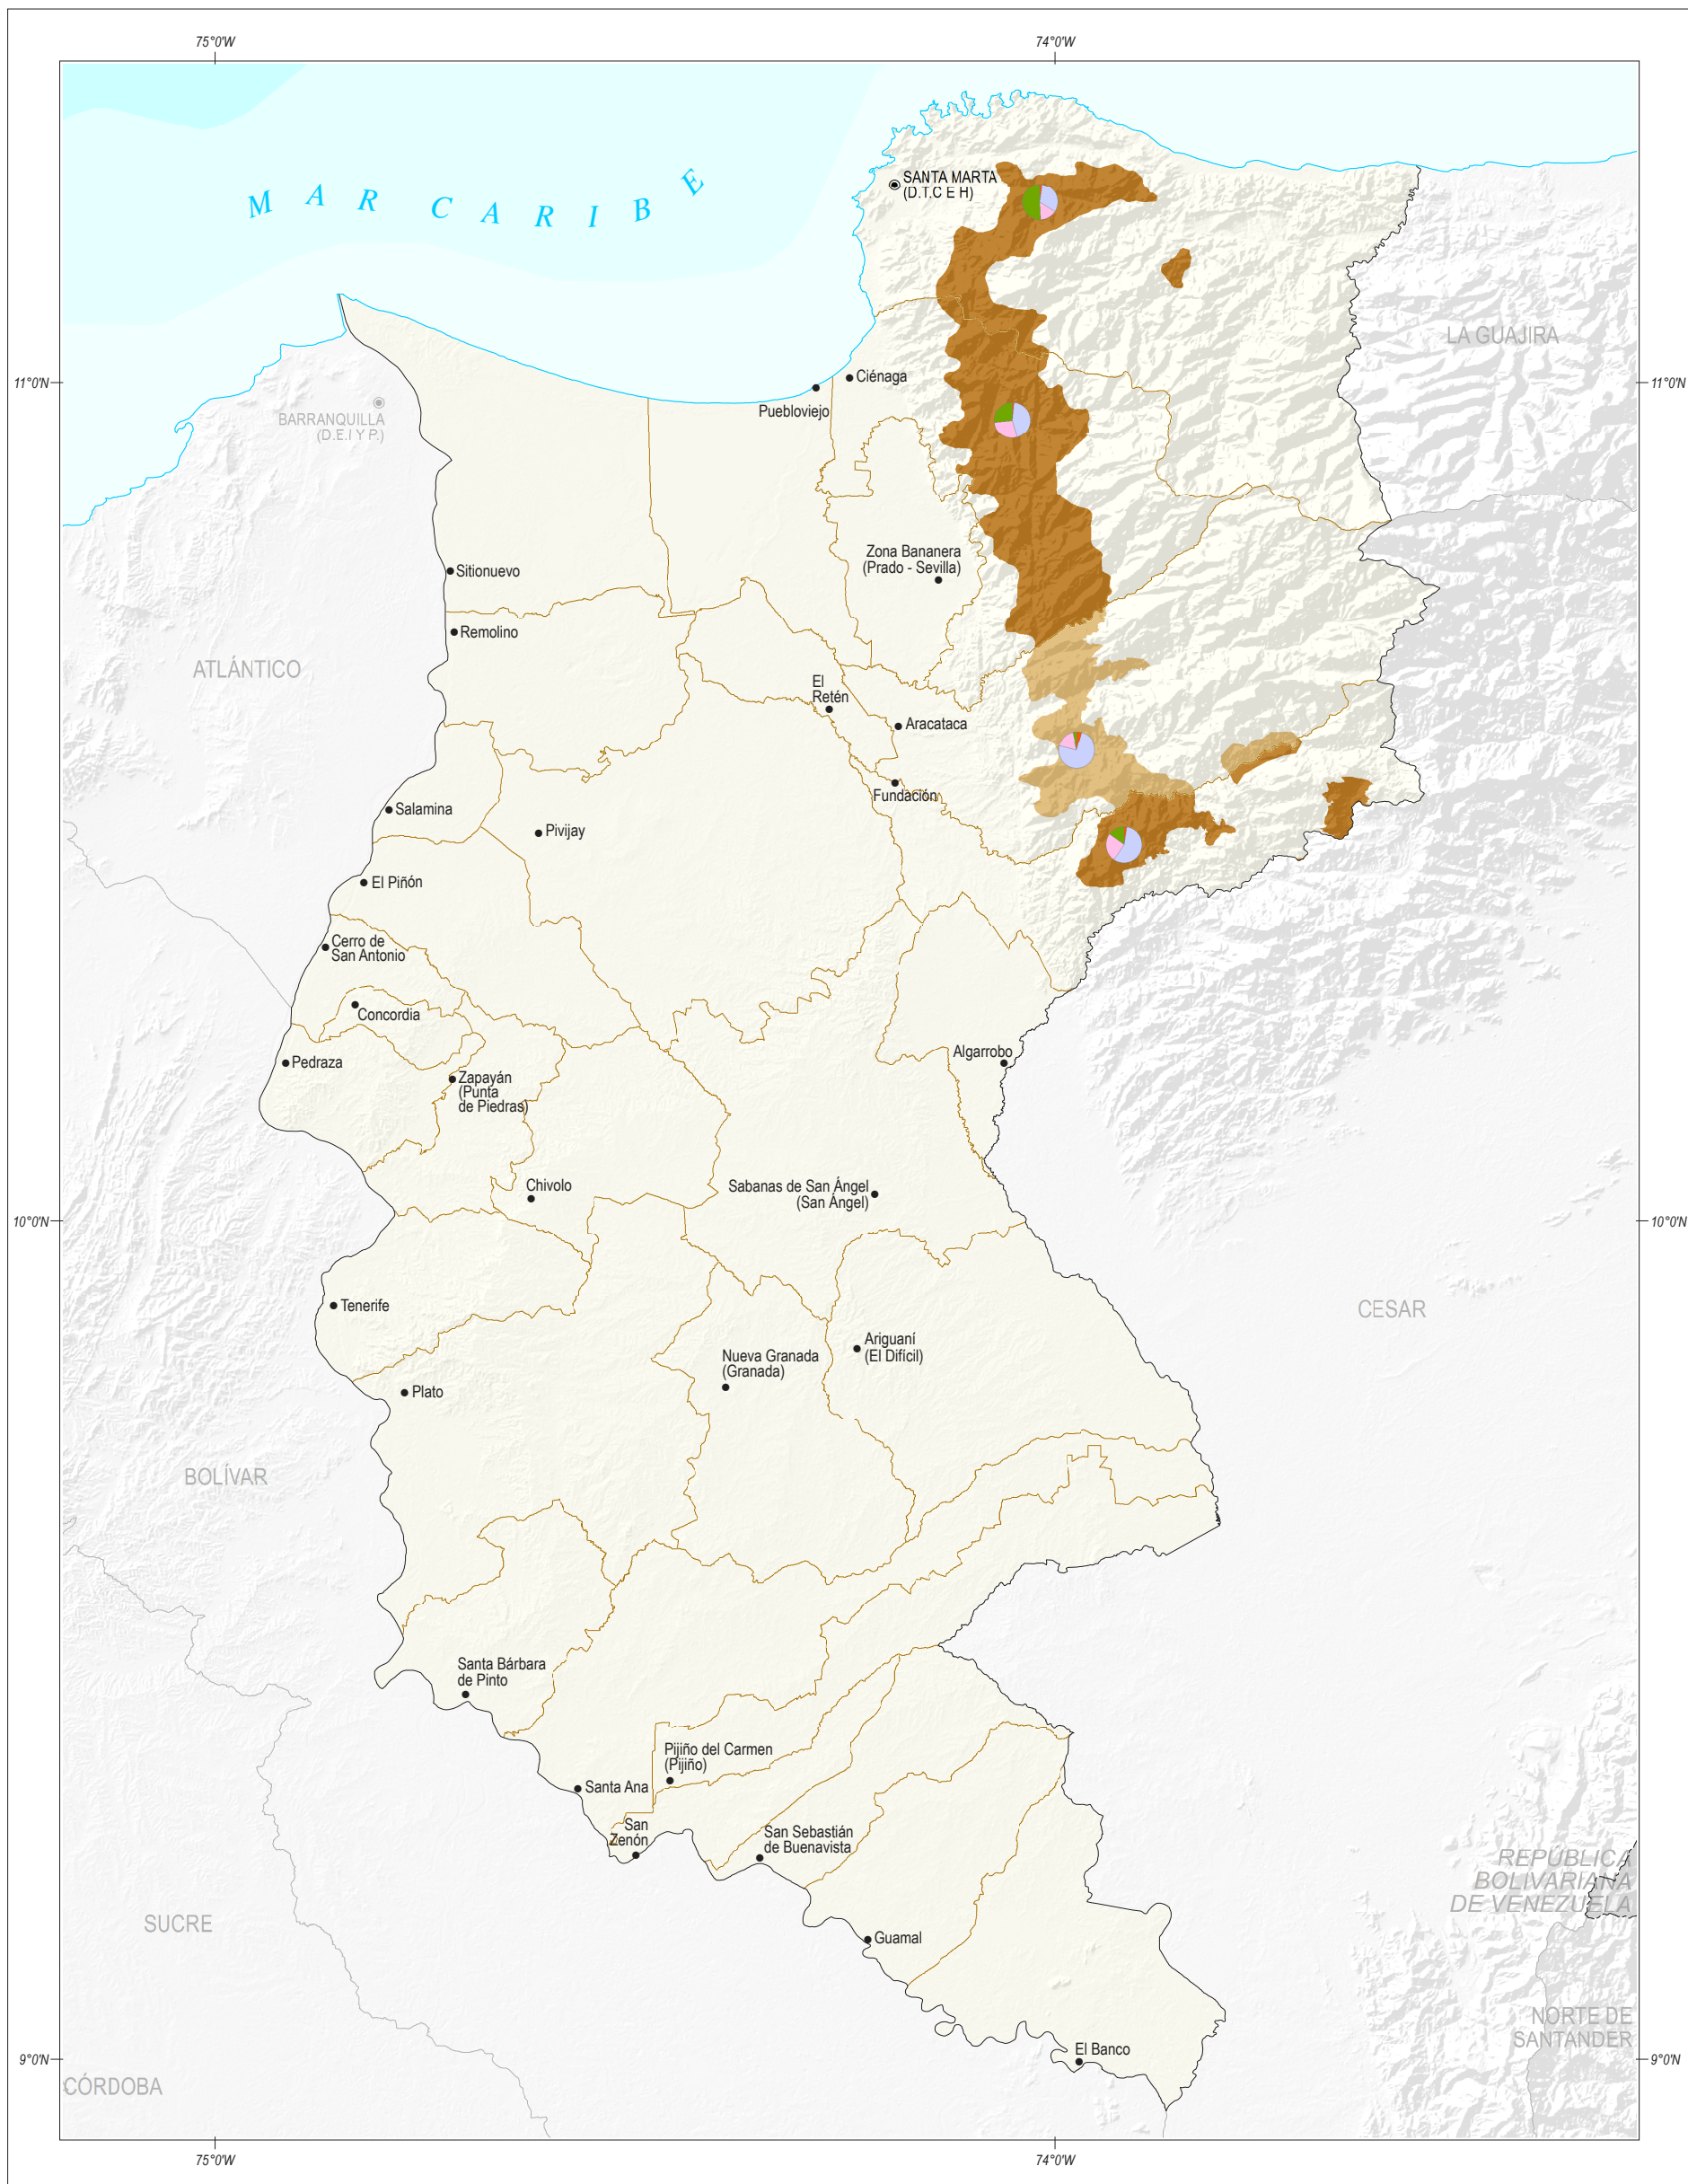 75°0'W
74°0'W
MAR CARIBE
SANTA MARTA
(D.T.C E H)
LA GUAJIRA
11°0'N
11°0'N
Ciénaga
Puebloviejo
BARRANQUILLA
(D.E.I Y P.)
Zona Bananera
(Prado - Sevilla)
Sitionuevo
Remolino
ATLÁNTICO
El
Retén
Aracataca
Fundación
Salamina
Pivijay
El Piñón
Cerro de
San Antonio
Concordia
Pedraza
Algarrobo
Zapayán
(Punta
de Piedras)
Chivolo
Sabanas de San Ángel
(San Ángel)
10°0'N
10°0'N
Tenerife
CESAR
Ariguaní
(El Difícil)
Nueva Granada
(Granada)
Plato
BOLÍVAR
Santa Bárbara
de Pinto
Pijiño del Carmen
(Pijiño)
Santa Ana
San
Zenón
San Sebastián
de Buenavista
REPÚBLICA
BOLIVARIANA
DE VENEZUELA
SUCRE
Guamal
NORTE DE
SANTANDER
El Banco
9°0'N
9°0'N
CÓRDOBA
75°0'W
74°0'W